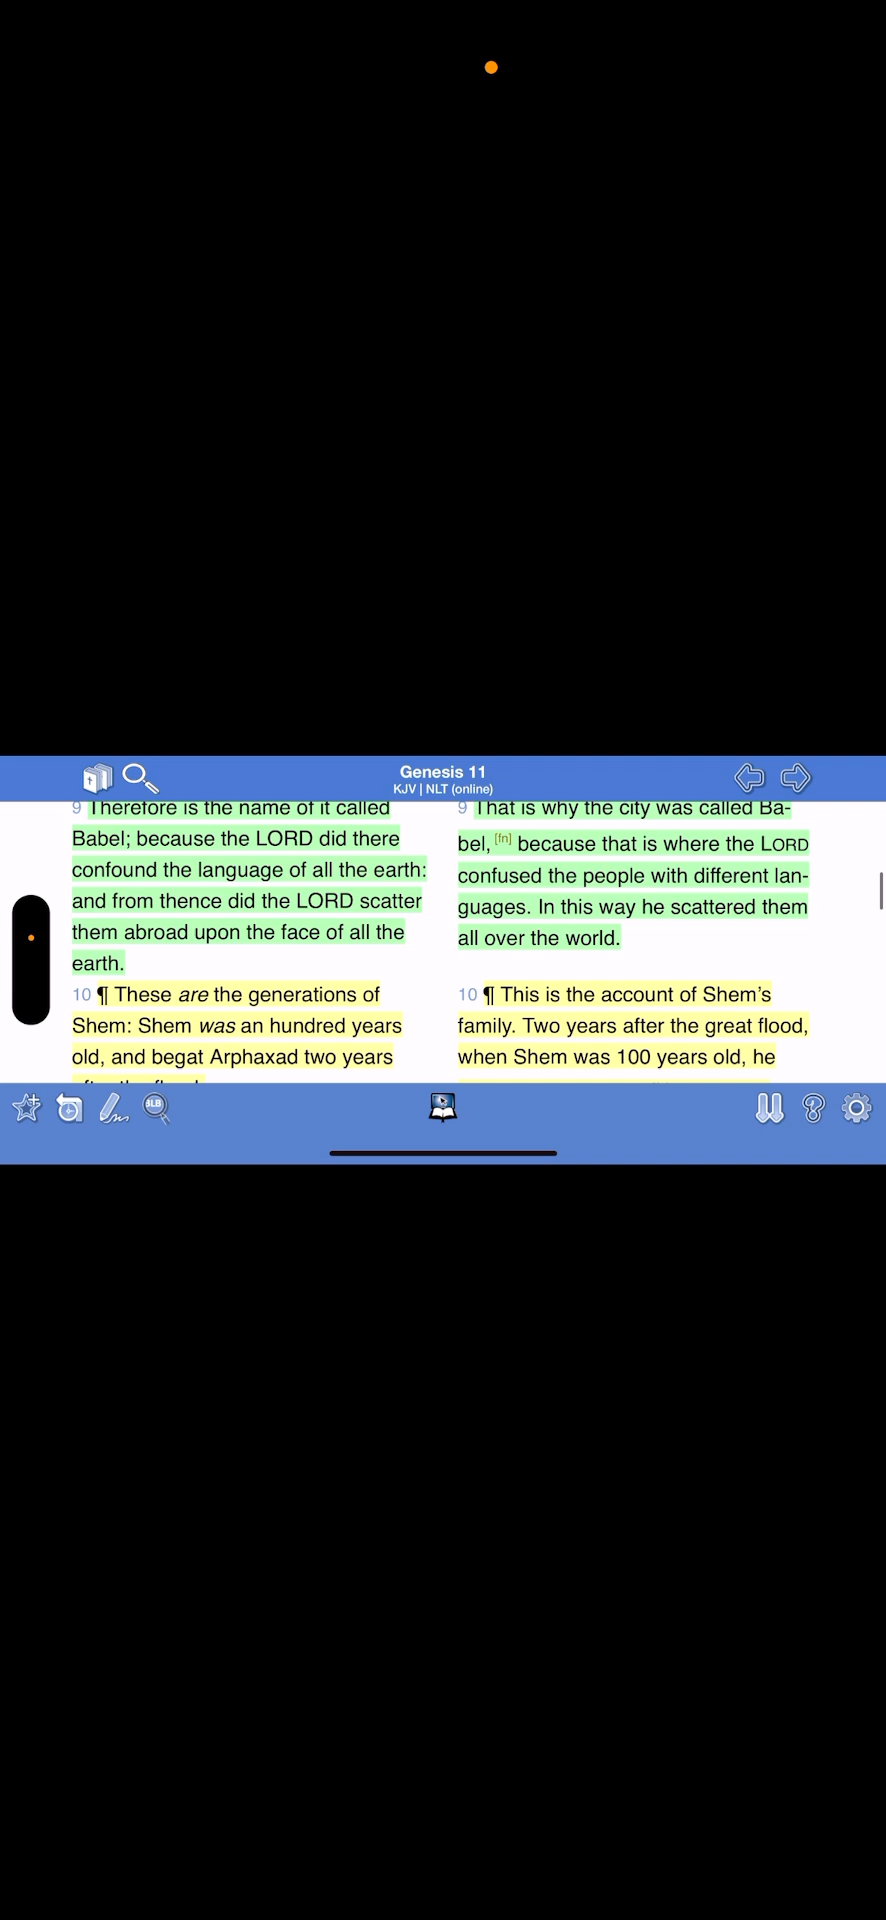 Genesis 11
KJV | NLT (online)
9 Therefore is the name of it called
Babel; because the LORD did there
confound the language of all the earth:
and from thence did the LORD scatter
them abroad upon the face of all the
earth.
10 ¶ These are the generations of
Shem: Shem was an hundred years
old, and begat Arphaxad two years
9 That is why the city was called Ba-
bel, [fn] because that is where the LORD
confused the people with different lan-
guages. In this way he scattered them
all over the world.
10 ¶ This is the account of Shem’s
family. Two years after the great flood,
when Shem was 100 years old, he
BLB